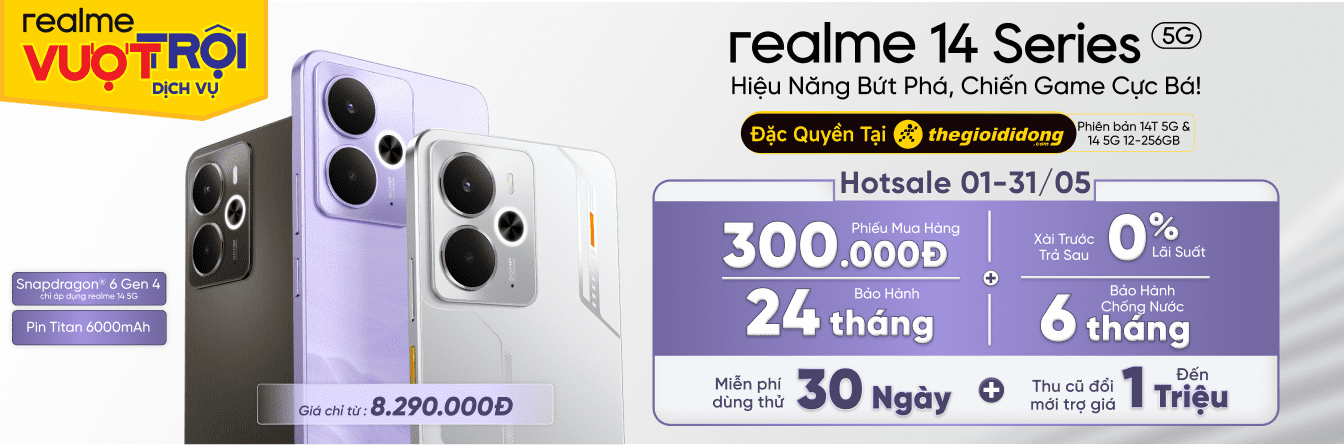 realme
VƯỢT TRỘI
DỊCH VỤ
realme 14 Series 5G
Hiệu Năng Bứt Phá, Chiến Game Cực Bá!
Đặc Quyền Tại thegioididong.com
Phiên bản 14T 5G &
14 5G 12-256GB
Hotsale 01-31/05
300.000Đ Phiếu Mua Hàng
+
Xài Trước
Trả Sau
0% Lãi Suất
24 tháng Bảo Hành
6 tháng Bảo Hành
Chống Nước
Miễn phí
dùng thử
30 Ngày
+
Thu cũ đổi
mới trợ giá
Đến
1 Triệu
Snapdragon® 6 Gen 4
chỉ áp dụng realme 14 5G
Pin Titan 6000mAh
Giá chỉ từ : 8.290.000Đ